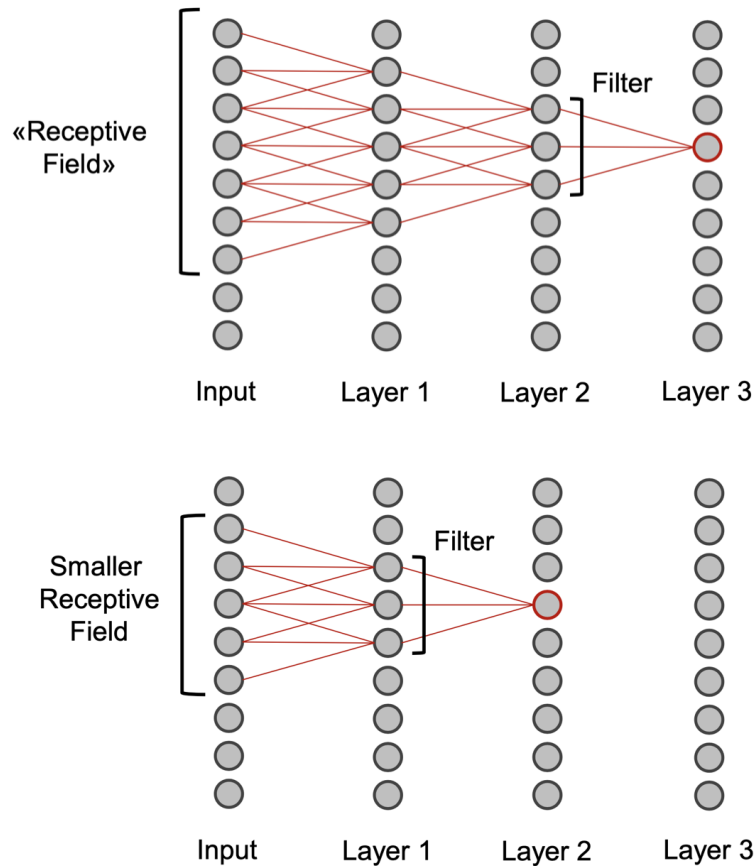 Filter
«Receptive
Field»
Input
Layer 1
Layer 2
Layer 3
Filter
Smaller
Receptive
Field
Input
Layer 1
Layer 2
Layer 3